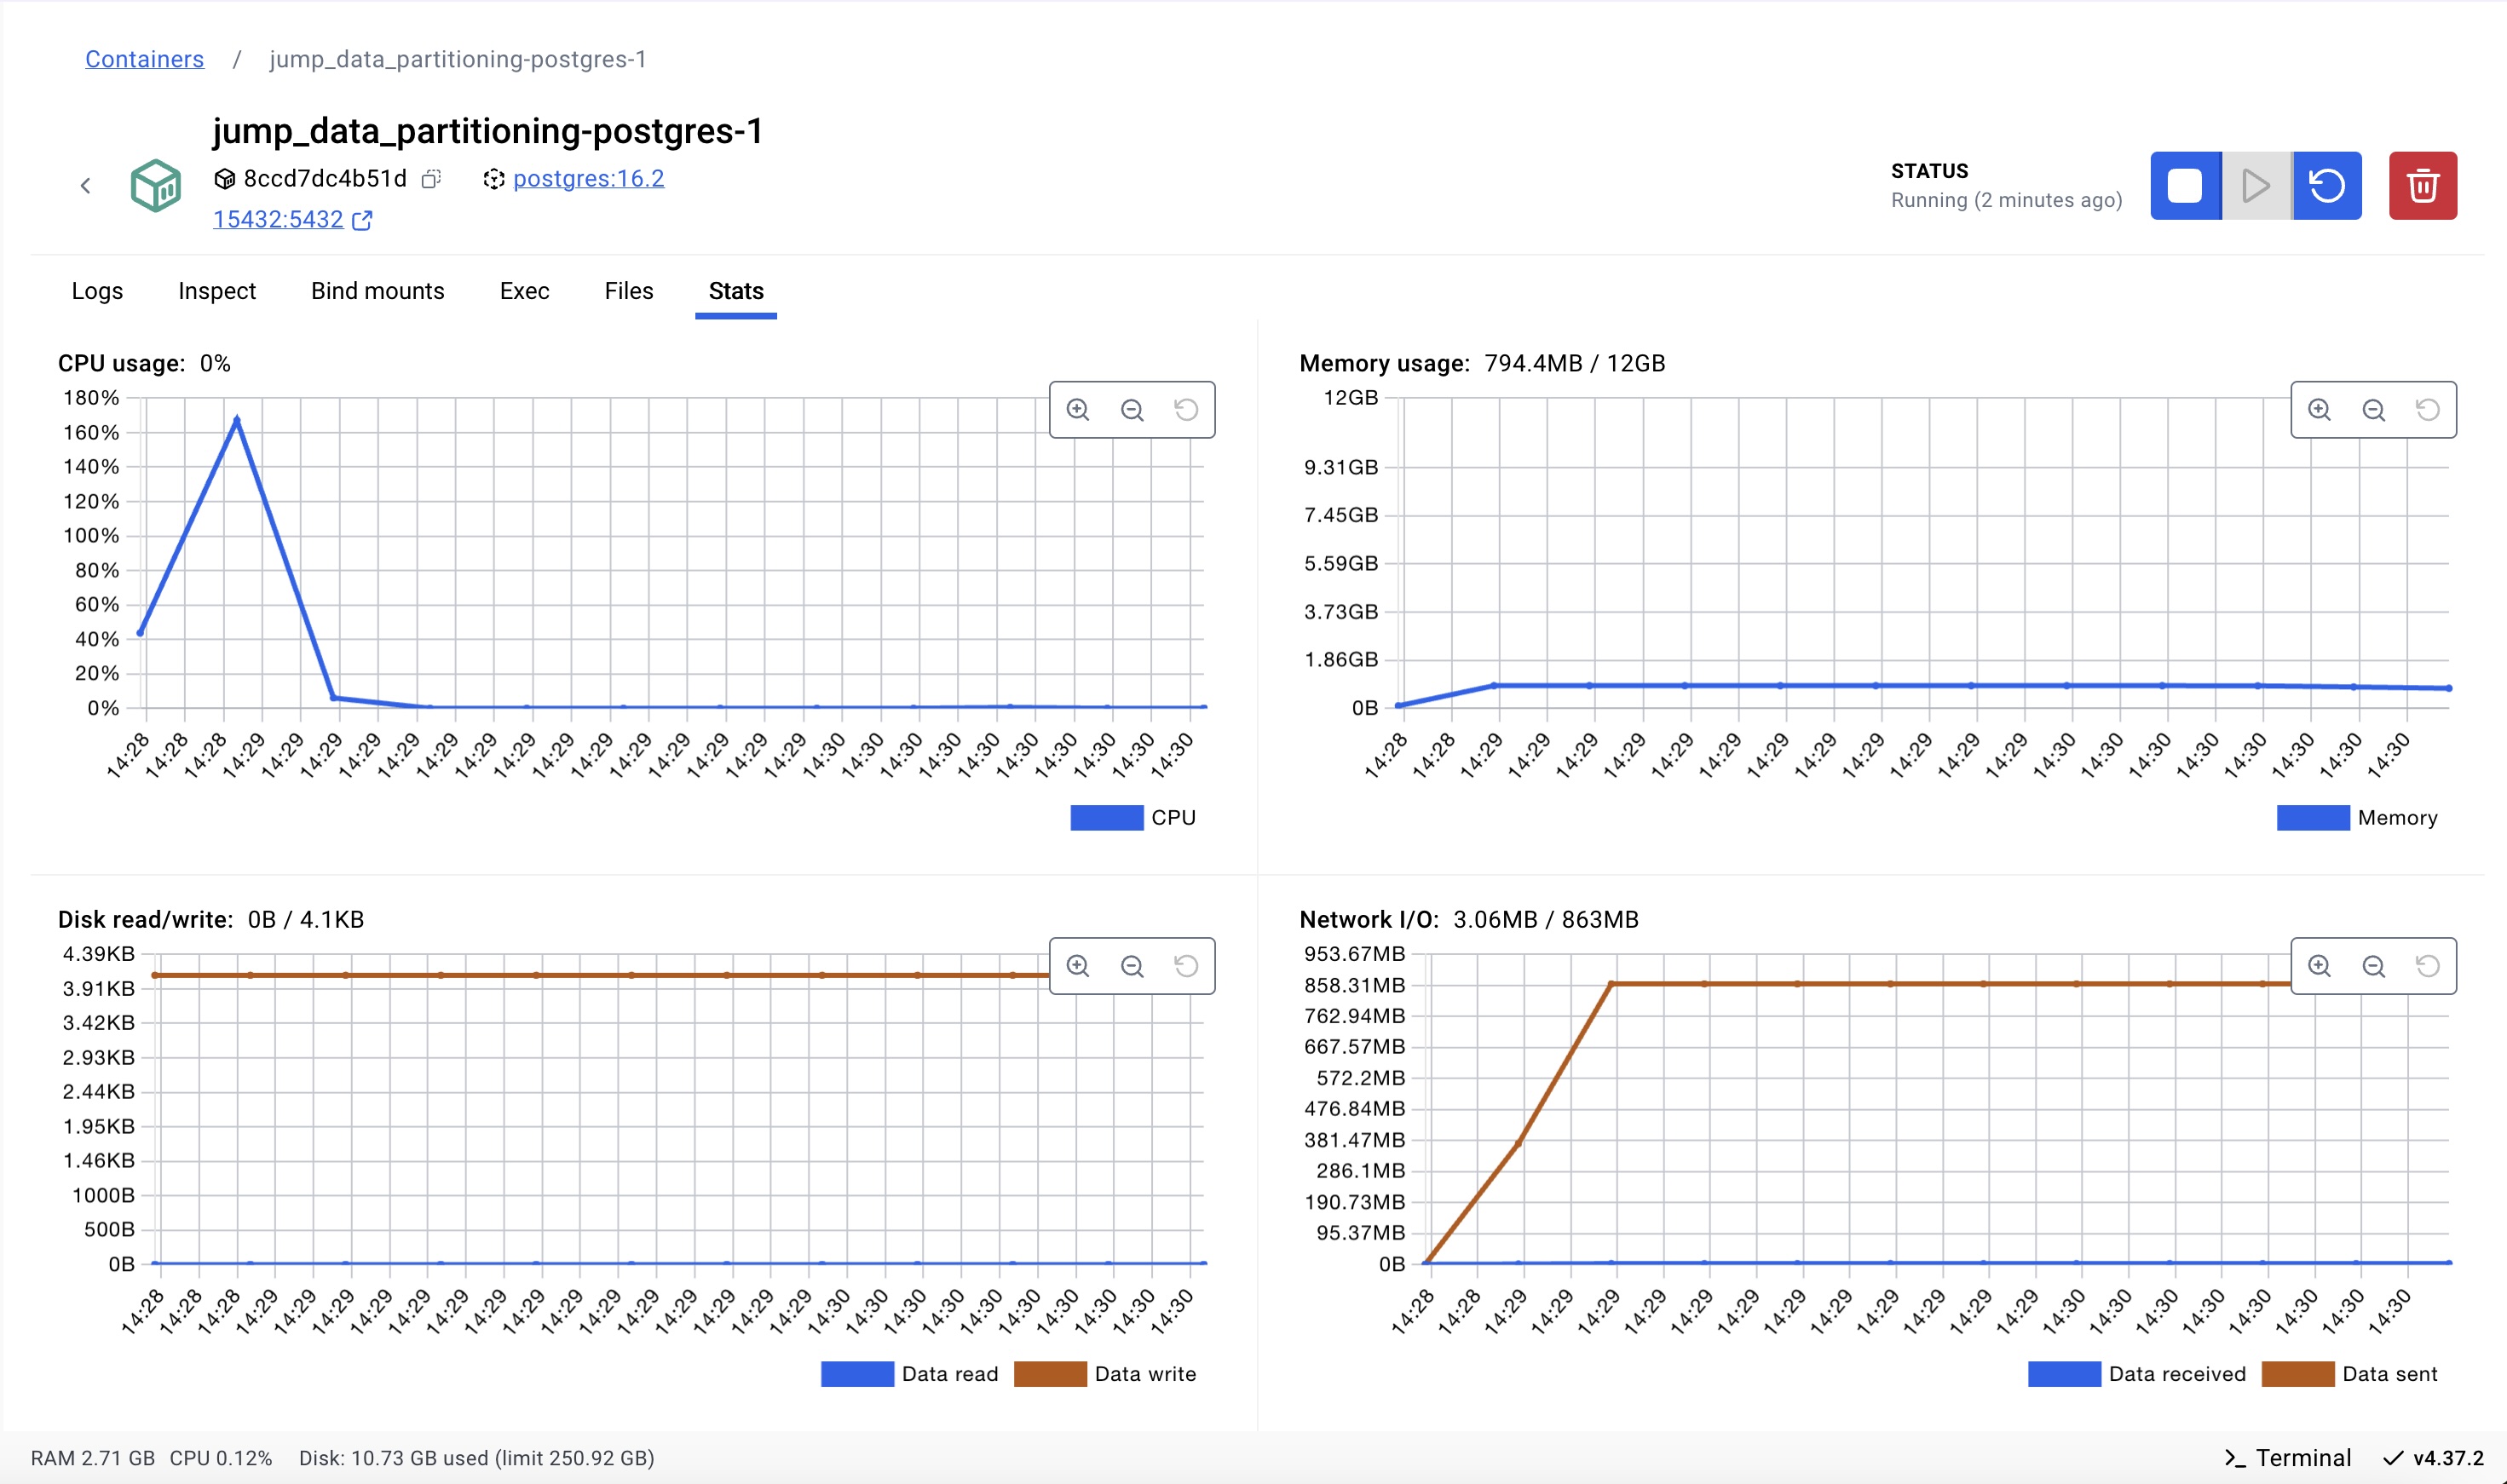 Containers / jump_data_partitioning-postgres-1
jump_data_partitioning-postgres-1
8ccd7dc4b51d postgres:16.2
15432:5432
STATUS
Running (2 minutes ago)
Logs Inspect Bind mounts Exec Files Stats
CPU usage: 0%
180%
160%
140%
120%
100%
80%
60%
40%
20%
0%
14:28 14:28 14:28 14:29 14:29 14:29 14:29 14:29 14:29 14:29 14:29 14:29 14:29 14:29 14:29 14:29 14:29 14:29 14:30 14:30 14:30 14:30 14:30 14:30 14:30 14:30 14:30 14:30
CPU
Memory usage: 794.4MB / 12GB
12GB
9.31GB
7.45GB
5.59GB
3.73GB
1.86GB
0B
14:28 14:28 14:29 14:29 14:29 14:29 14:29 14:29 14:29 14:29 14:29 14:29 14:29 14:29 14:30 14:30 14:30 14:30 14:30 14:30 14:30 14:30
Memory
Disk read/write: 0B / 4.1KB
4.39KB
3.91KB
3.42KB
2.93KB
2.44KB
1.95KB
1.46KB
1000B
500B
0B
14:28 14:28 14:28 14:29 14:29 14:29 14:29 14:29 14:29 14:29 14:29 14:29 14:29 14:29 14:29 14:29 14:29 14:29 14:30 14:30 14:30 14:30 14:30 14:30 14:30 14:30 14:30 14:30
Data read Data write
Network I/O: 3.06MB / 863MB
953.67MB
858.31MB
762.94MB
667.57MB
572.2MB
476.84MB
381.47MB
286.1MB
190.73MB
95.37MB
0B
14:28 14:28 14:29 14:29 14:29 14:29 14:29 14:29 14:29 14:29 14:29 14:29 14:29 14:29 14:30 14:30 14:30 14:30 14:30 14:30 14:30 14:30
Data received Data sent
RAM 2.71 GB CPU 0.12% Disk: 10.73 GB used (limit 250.92 GB)
Terminal v4.37.2